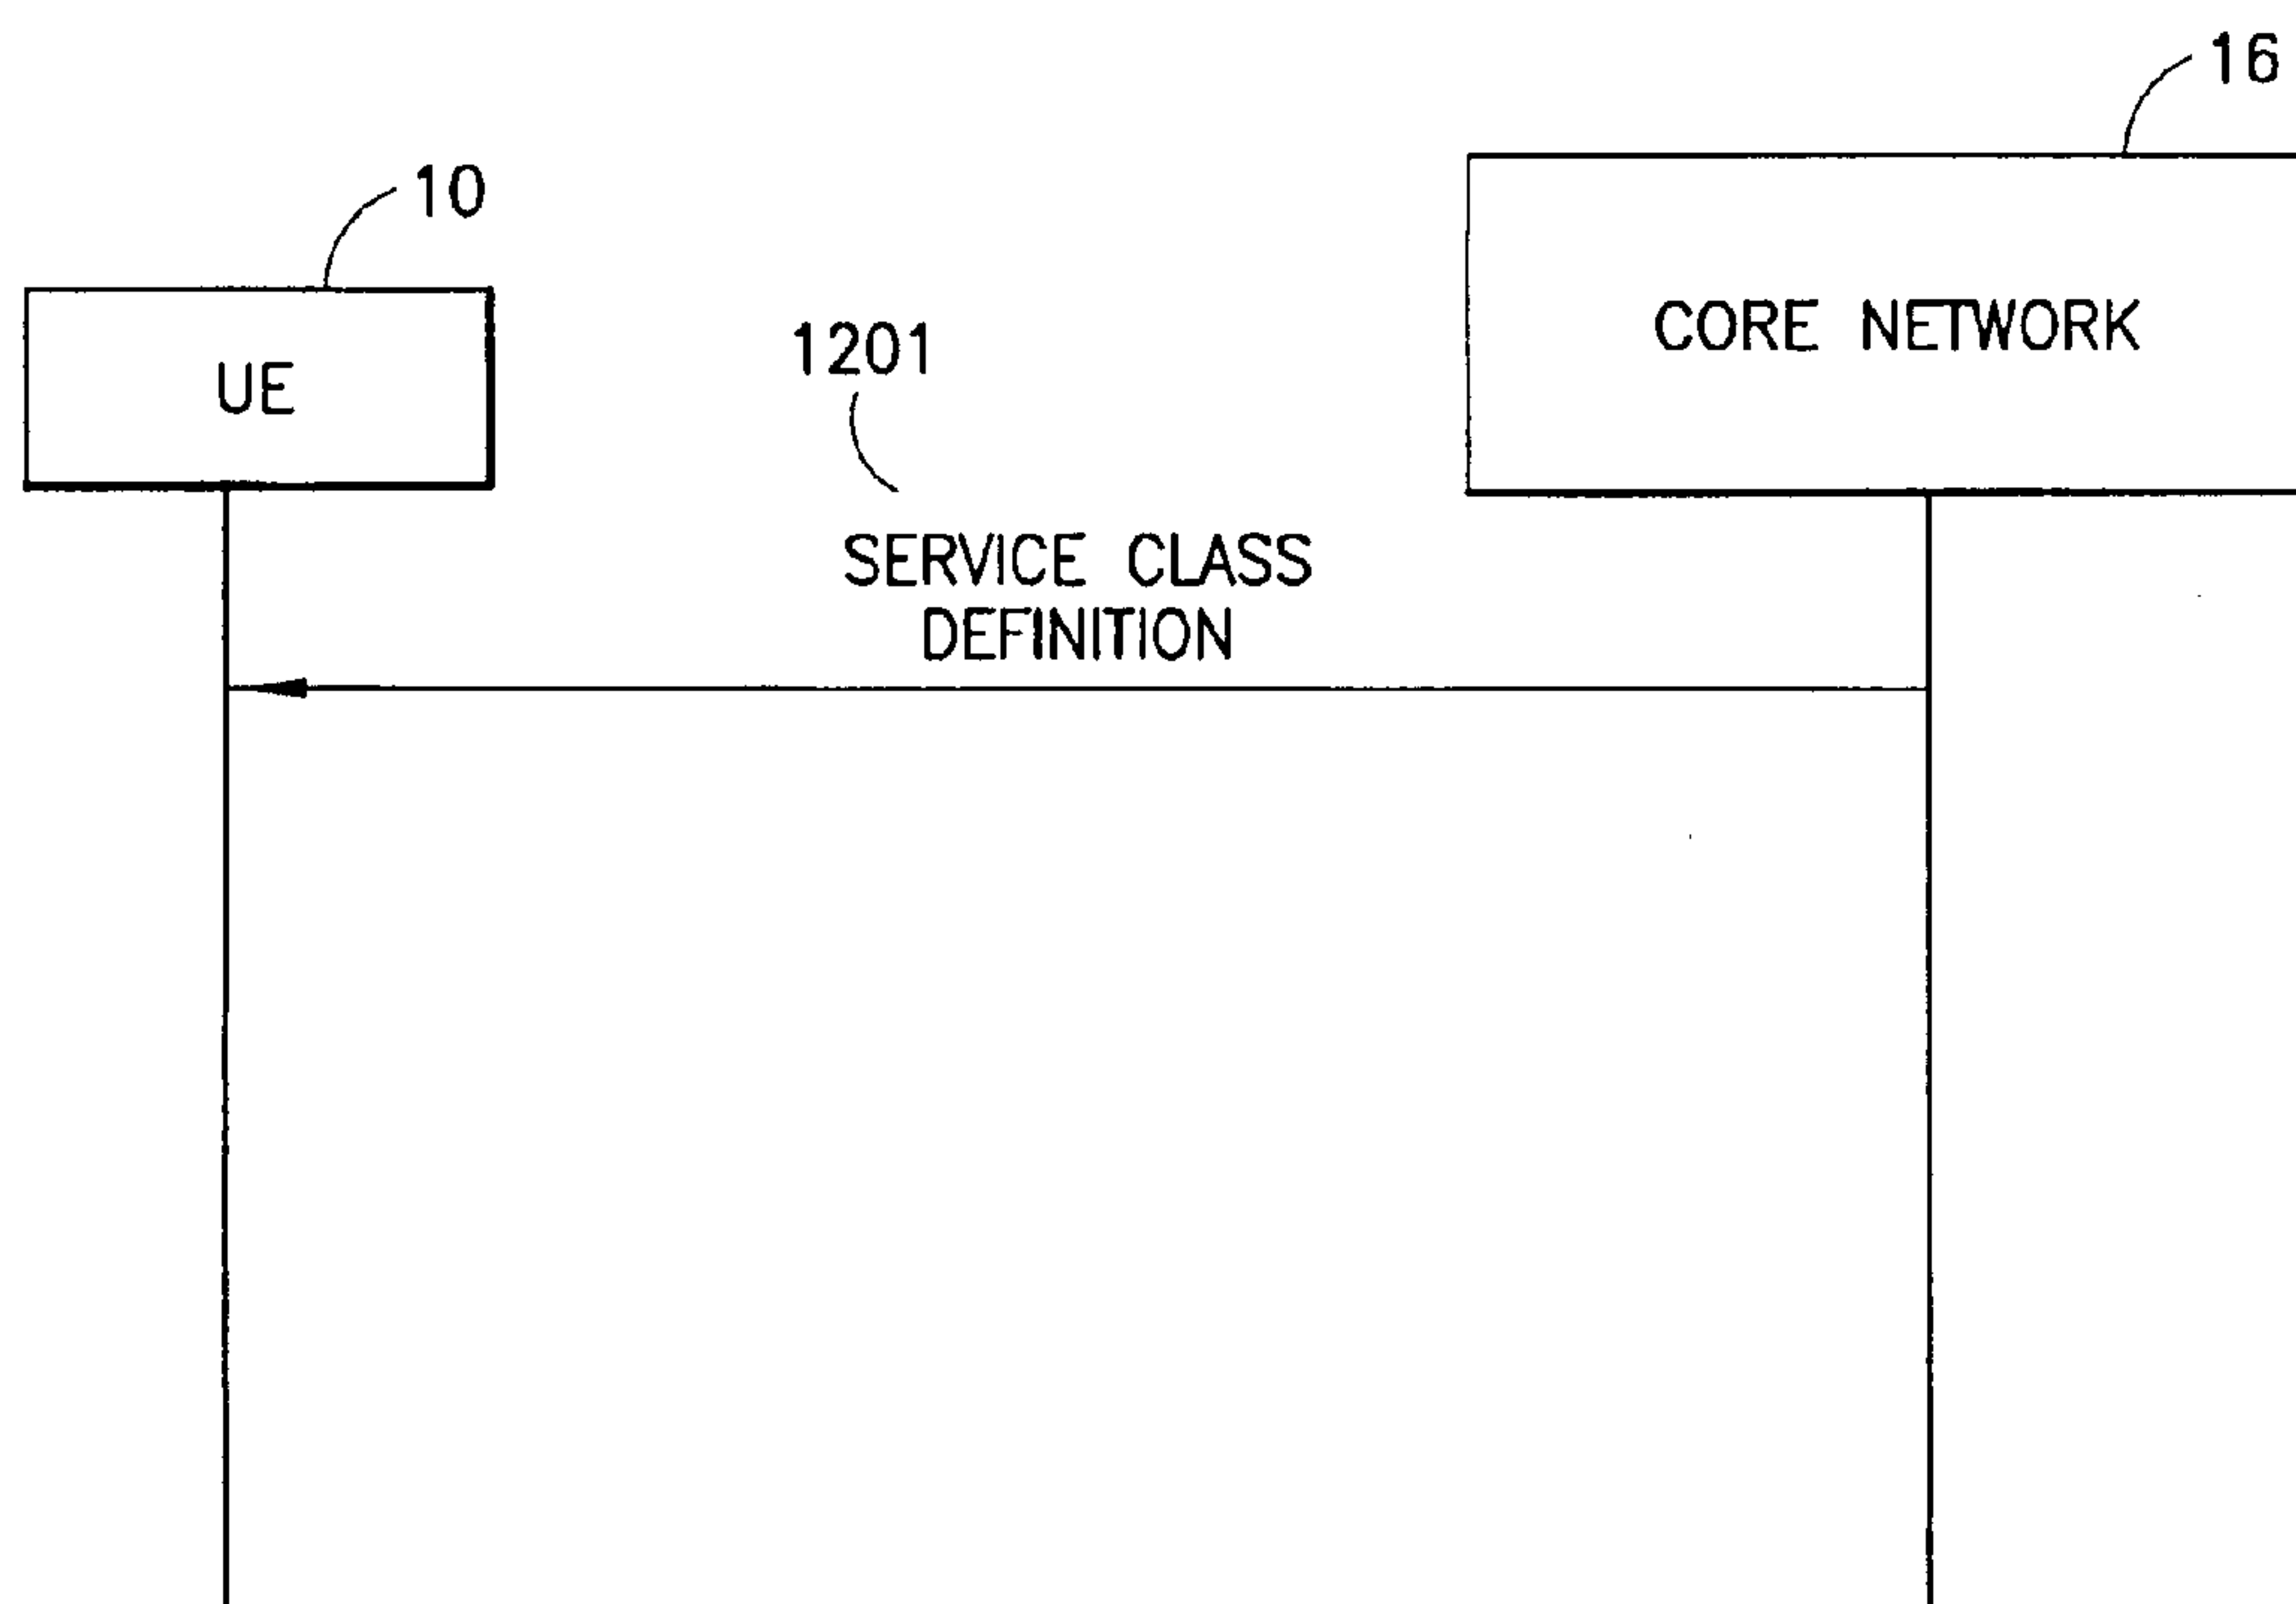 16
10
CORE NETWORK
1201
UE
SERVICE CLASS
DEFINITION